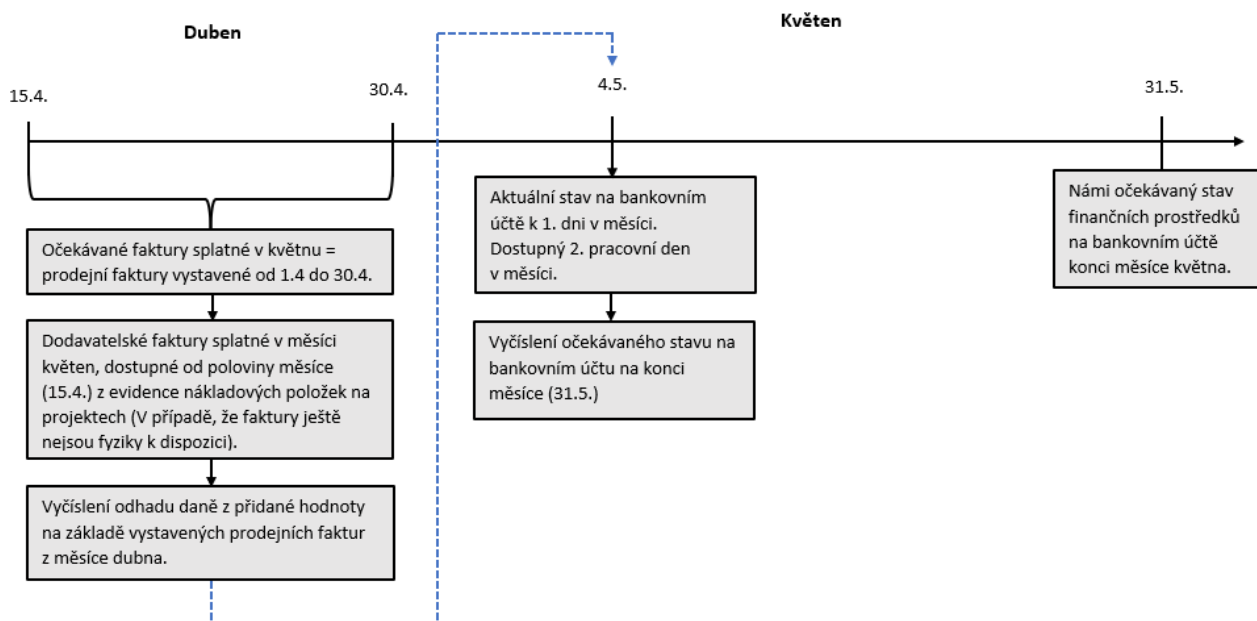 Duben
Květen
15.4.
30.4.
4.5.
31.5.
Očekávané faktury splatné v květnu =
prodejní faktury vystavené od 1.4 do 30.4.
Dodavatelské faktury splatné v měsíci
květen, dostupné od poloviny měsíce
(15.4.) z evidence nákladových položek na
projektech (V případě, že faktury ještě
nejsou fyziky k dispozici).
Vyčíslení odhadu daně z přidané hodnoty
na základě vystavených prodejních faktur
z měsíce dubna.
Aktuální stav na bankovním
účtě k 1. dni v měsíci.
Dostupný 2. pracovní den
v měsíci.
Vyčíslení očekávaného stavu na
bankovním účtu na konci
měsíce (31.5.)
Námi očekávaný stav
finančních prostředků
na bankovním účtě
konci měsíce května.